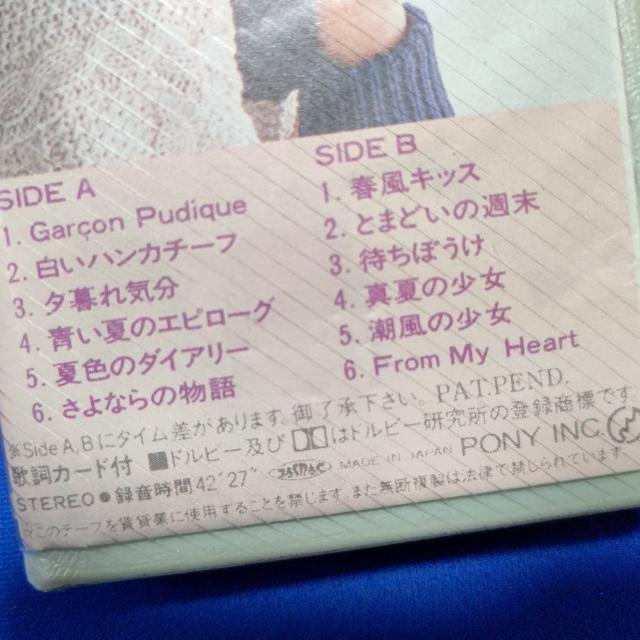 SIDE A
1. Garçon Pudique
2. 白いハンカチーフ
3. 夕暮れ気分
4. 青い夏のエピローグ
5. 夏色のダイアリー
6. さよならの物語
SIDE B
1. 春風キッス
2. とまどいの週末
3. 待ちぼうけ
4. 真夏の少女
5. 潮風の少女
6. From My Heart
※Side A,Bにタイム差があります。御了承下さい。PAT.PEND.
歌詞カード付 ■ドルビー及びはドルビー研究所の登録商標です。
STEREO●録音時間42'27" MADE IN JAPAN PONY INC.
このテープを賃貸業に使用することを禁じます。また無断複製は法律で禁じられています。